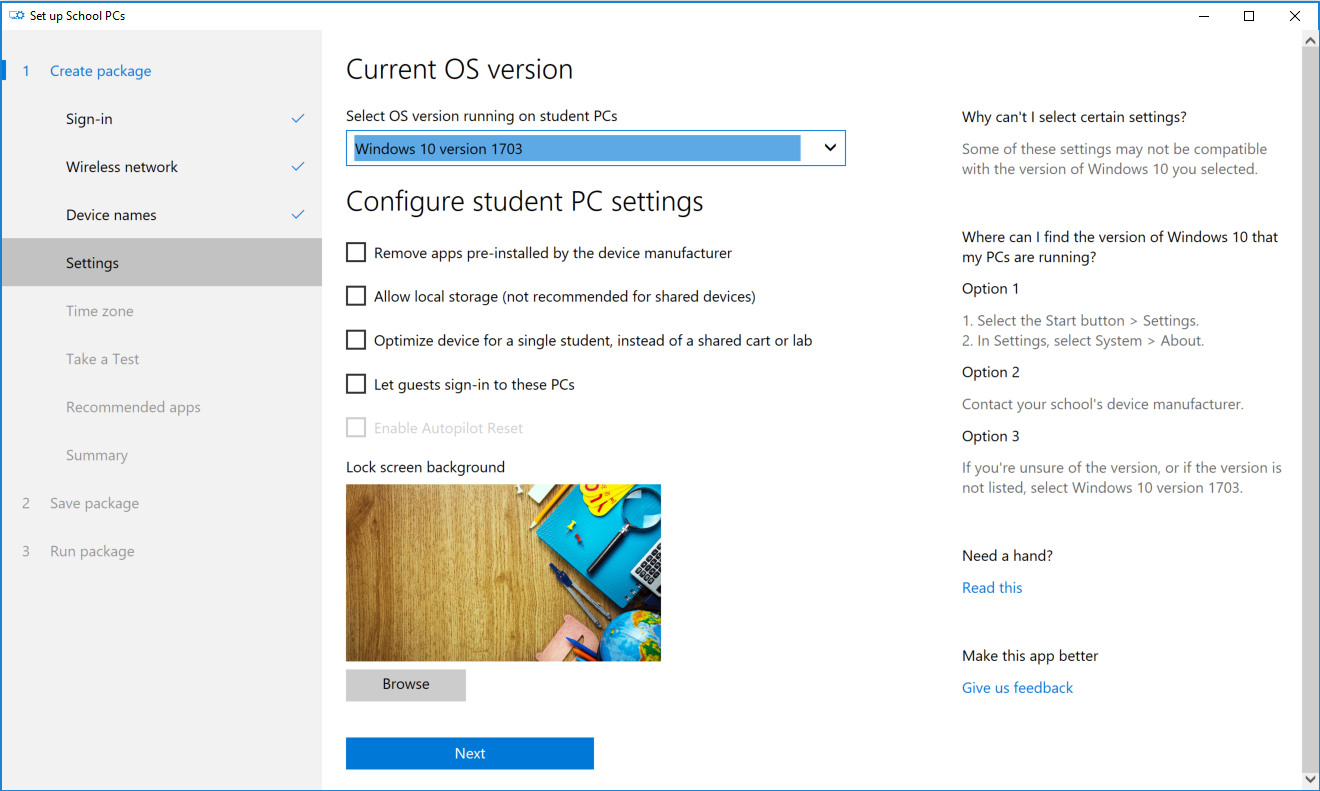 Set up School PCs
1 Create package
Sign-in
Wireless network
Device names
Settings
Time zone
Take a Test
Recommended apps
Summary
2 Save package
3 Run package
Current OS version
Select OS version running on student PCs
Windows 10 version 1703
Configure student PC settings
Remove apps pre-installed by the device manufacturer
Allow local storage (not recommended for shared devices)
Optimize device for a single student, instead of a shared cart or lab
Let guests sign-in to these PCs
Enable Autopilot Reset
Lock screen background
Browse
Next
Why can't I select certain settings?
Some of these settings may not be compatible
with the version of Windows 10 you selected.
Where can I find the version of Windows 10 that
my PCs are running?
Option 1
1. Select the Start button > Settings.
2. In Settings, select System > About.
Option 2
Contact your school's device manufacturer.
Option 3
If you're unsure of the version, or if the version is
not listed, select Windows 10 version 1703.
Need a hand?
Read this
Make this app better
Give us feedback